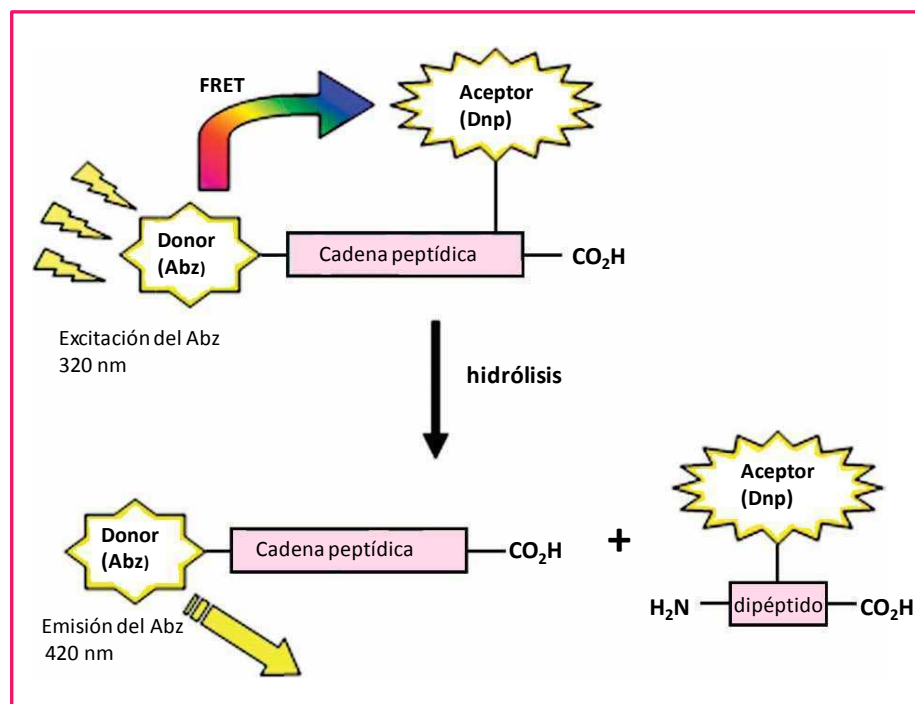 FRET
Aceptor
(Dnp)
Donor
(Abz)
Cadena peptídica
CO₂H
Excitación del Abz
320 nm
hidrólisis
Aceptor
(Dnp)
Donor
(Abz)
Cadena peptídica
CO₂H
+
H₂N
dipéptido
CO₂H
Emisión del Abz
420 nm